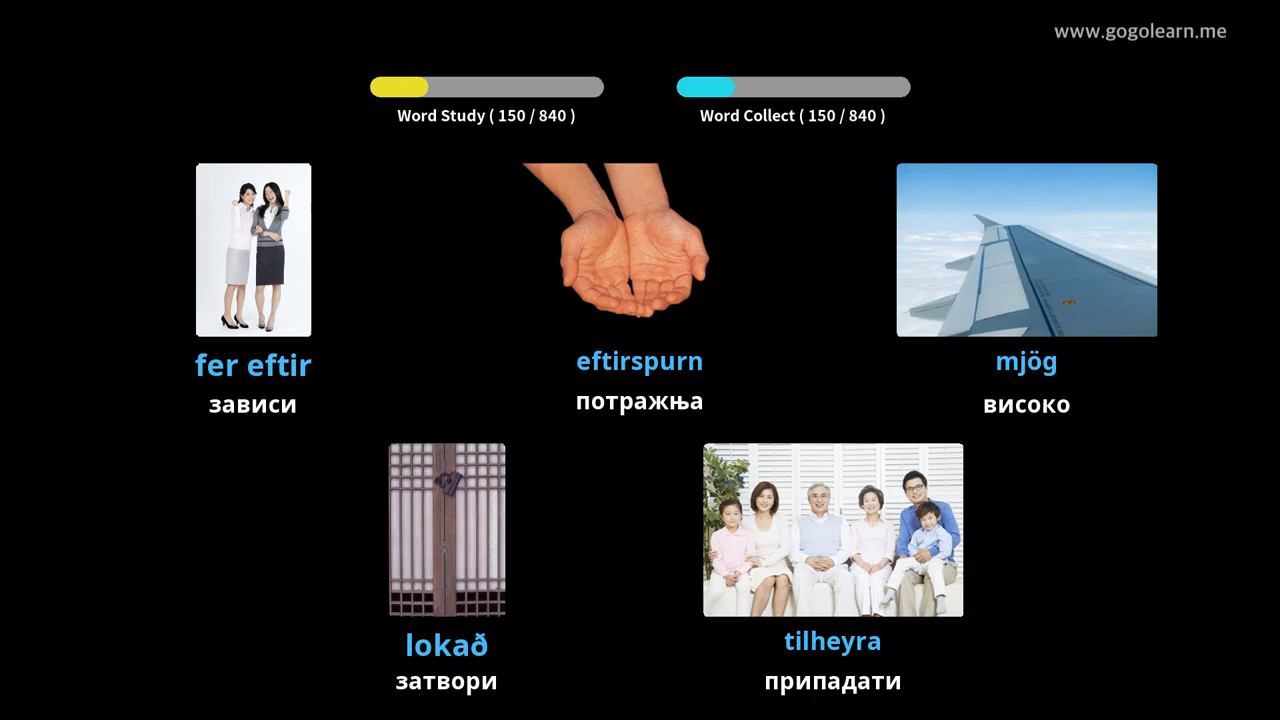 www.gogolearn.me
Word Study ( 150 / 840 )
Word Collect ( 150 / 840 )
fer eftir
зависи
eftirspurn
потражња
mjög
високо
lokað
затвори
tilheyra
припадати